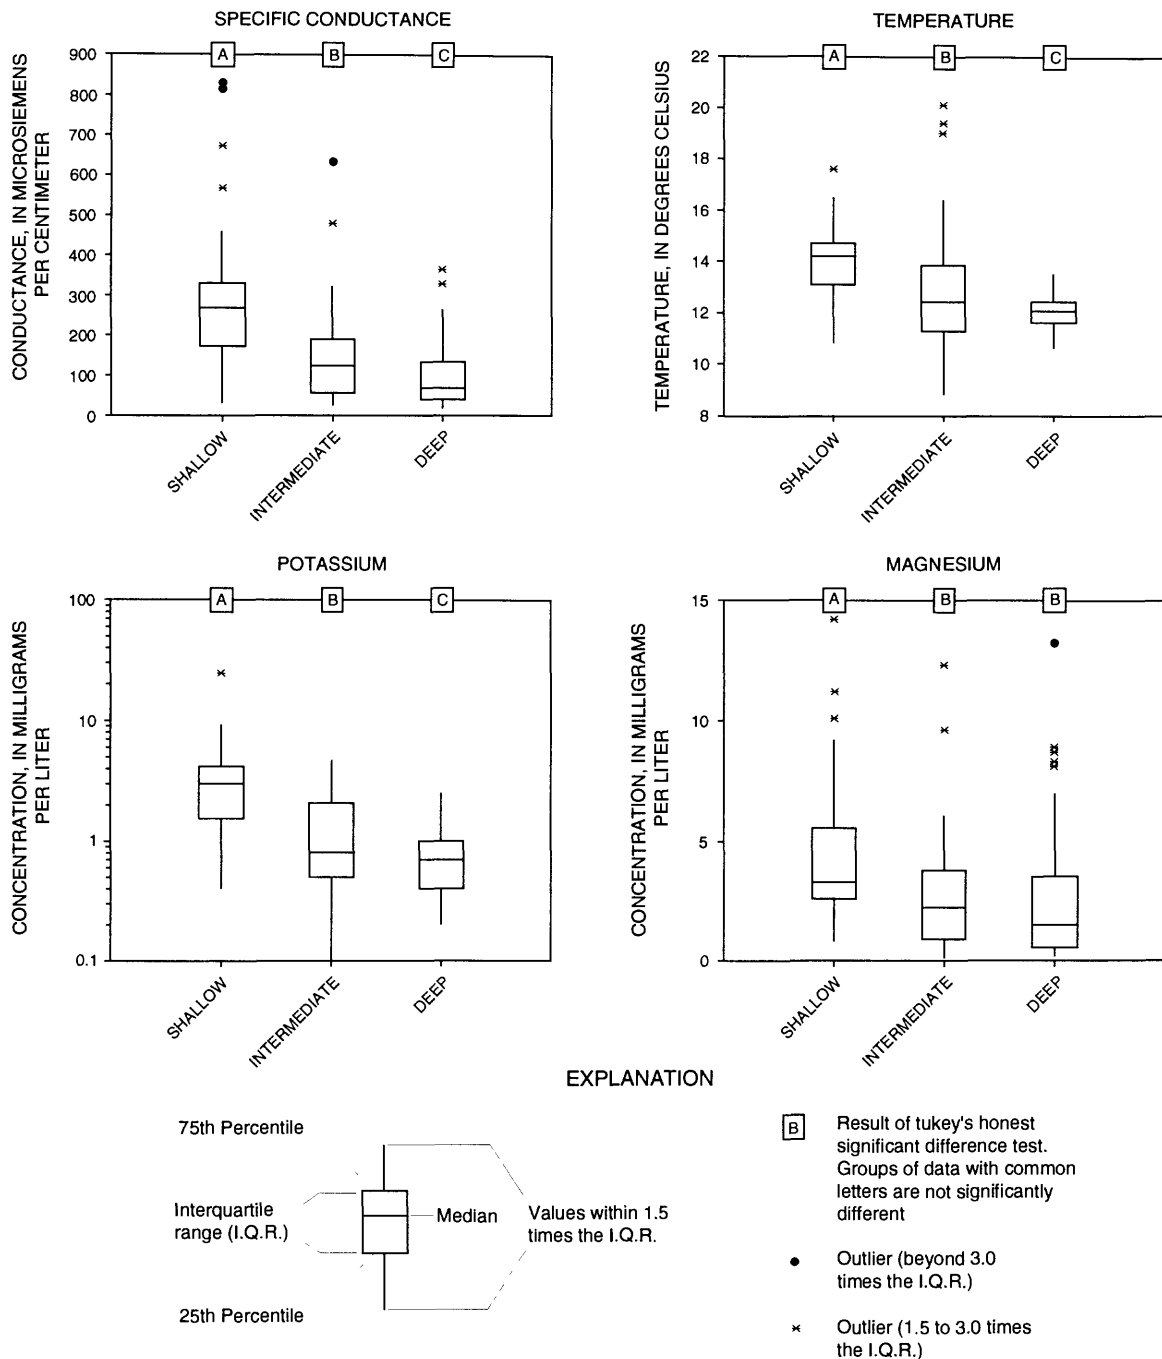 SPECIFIC CONDUCTANCE
CONDUCTANCE, IN MICROSIEMENS
PER CENTIMETER
A B C
900
800
700
600
500
400
300
200
100
0
SHALLOW
INTERMEDIATE
DEEP
TEMPERATURE
TEMPERATURE, IN DEGREES CELSIUS
A B C
22
20
18
16
14
12
10
8
SHALLOW
INTERMEDIATE
DEEP
POTASSIUM
CONCENTRATION, IN MILLIGRAMS
PER LITER
A B C
100
10
1
0.1
SHALLOW
INTERMEDIATE
DEEP
MAGNESIUM
CONCENTRATION, IN MILLIGRAMS
PER LITER
A B B
15
10
5
0
SHALLOW
INTERMEDIATE
DEEP
EXPLANATION
75th Percentile
Interquartile
range (I.Q.R.)
Median
Values within 1.5
times the I.Q.R.
25th Percentile
B
Result of tukey's honest
significant difference test.
Groups of data with common
letters are not significantly
different
Outlier (beyond 3.0
times the I.Q.R.)
Outlier (1.5 to 3.0 times
the I.Q.R.)